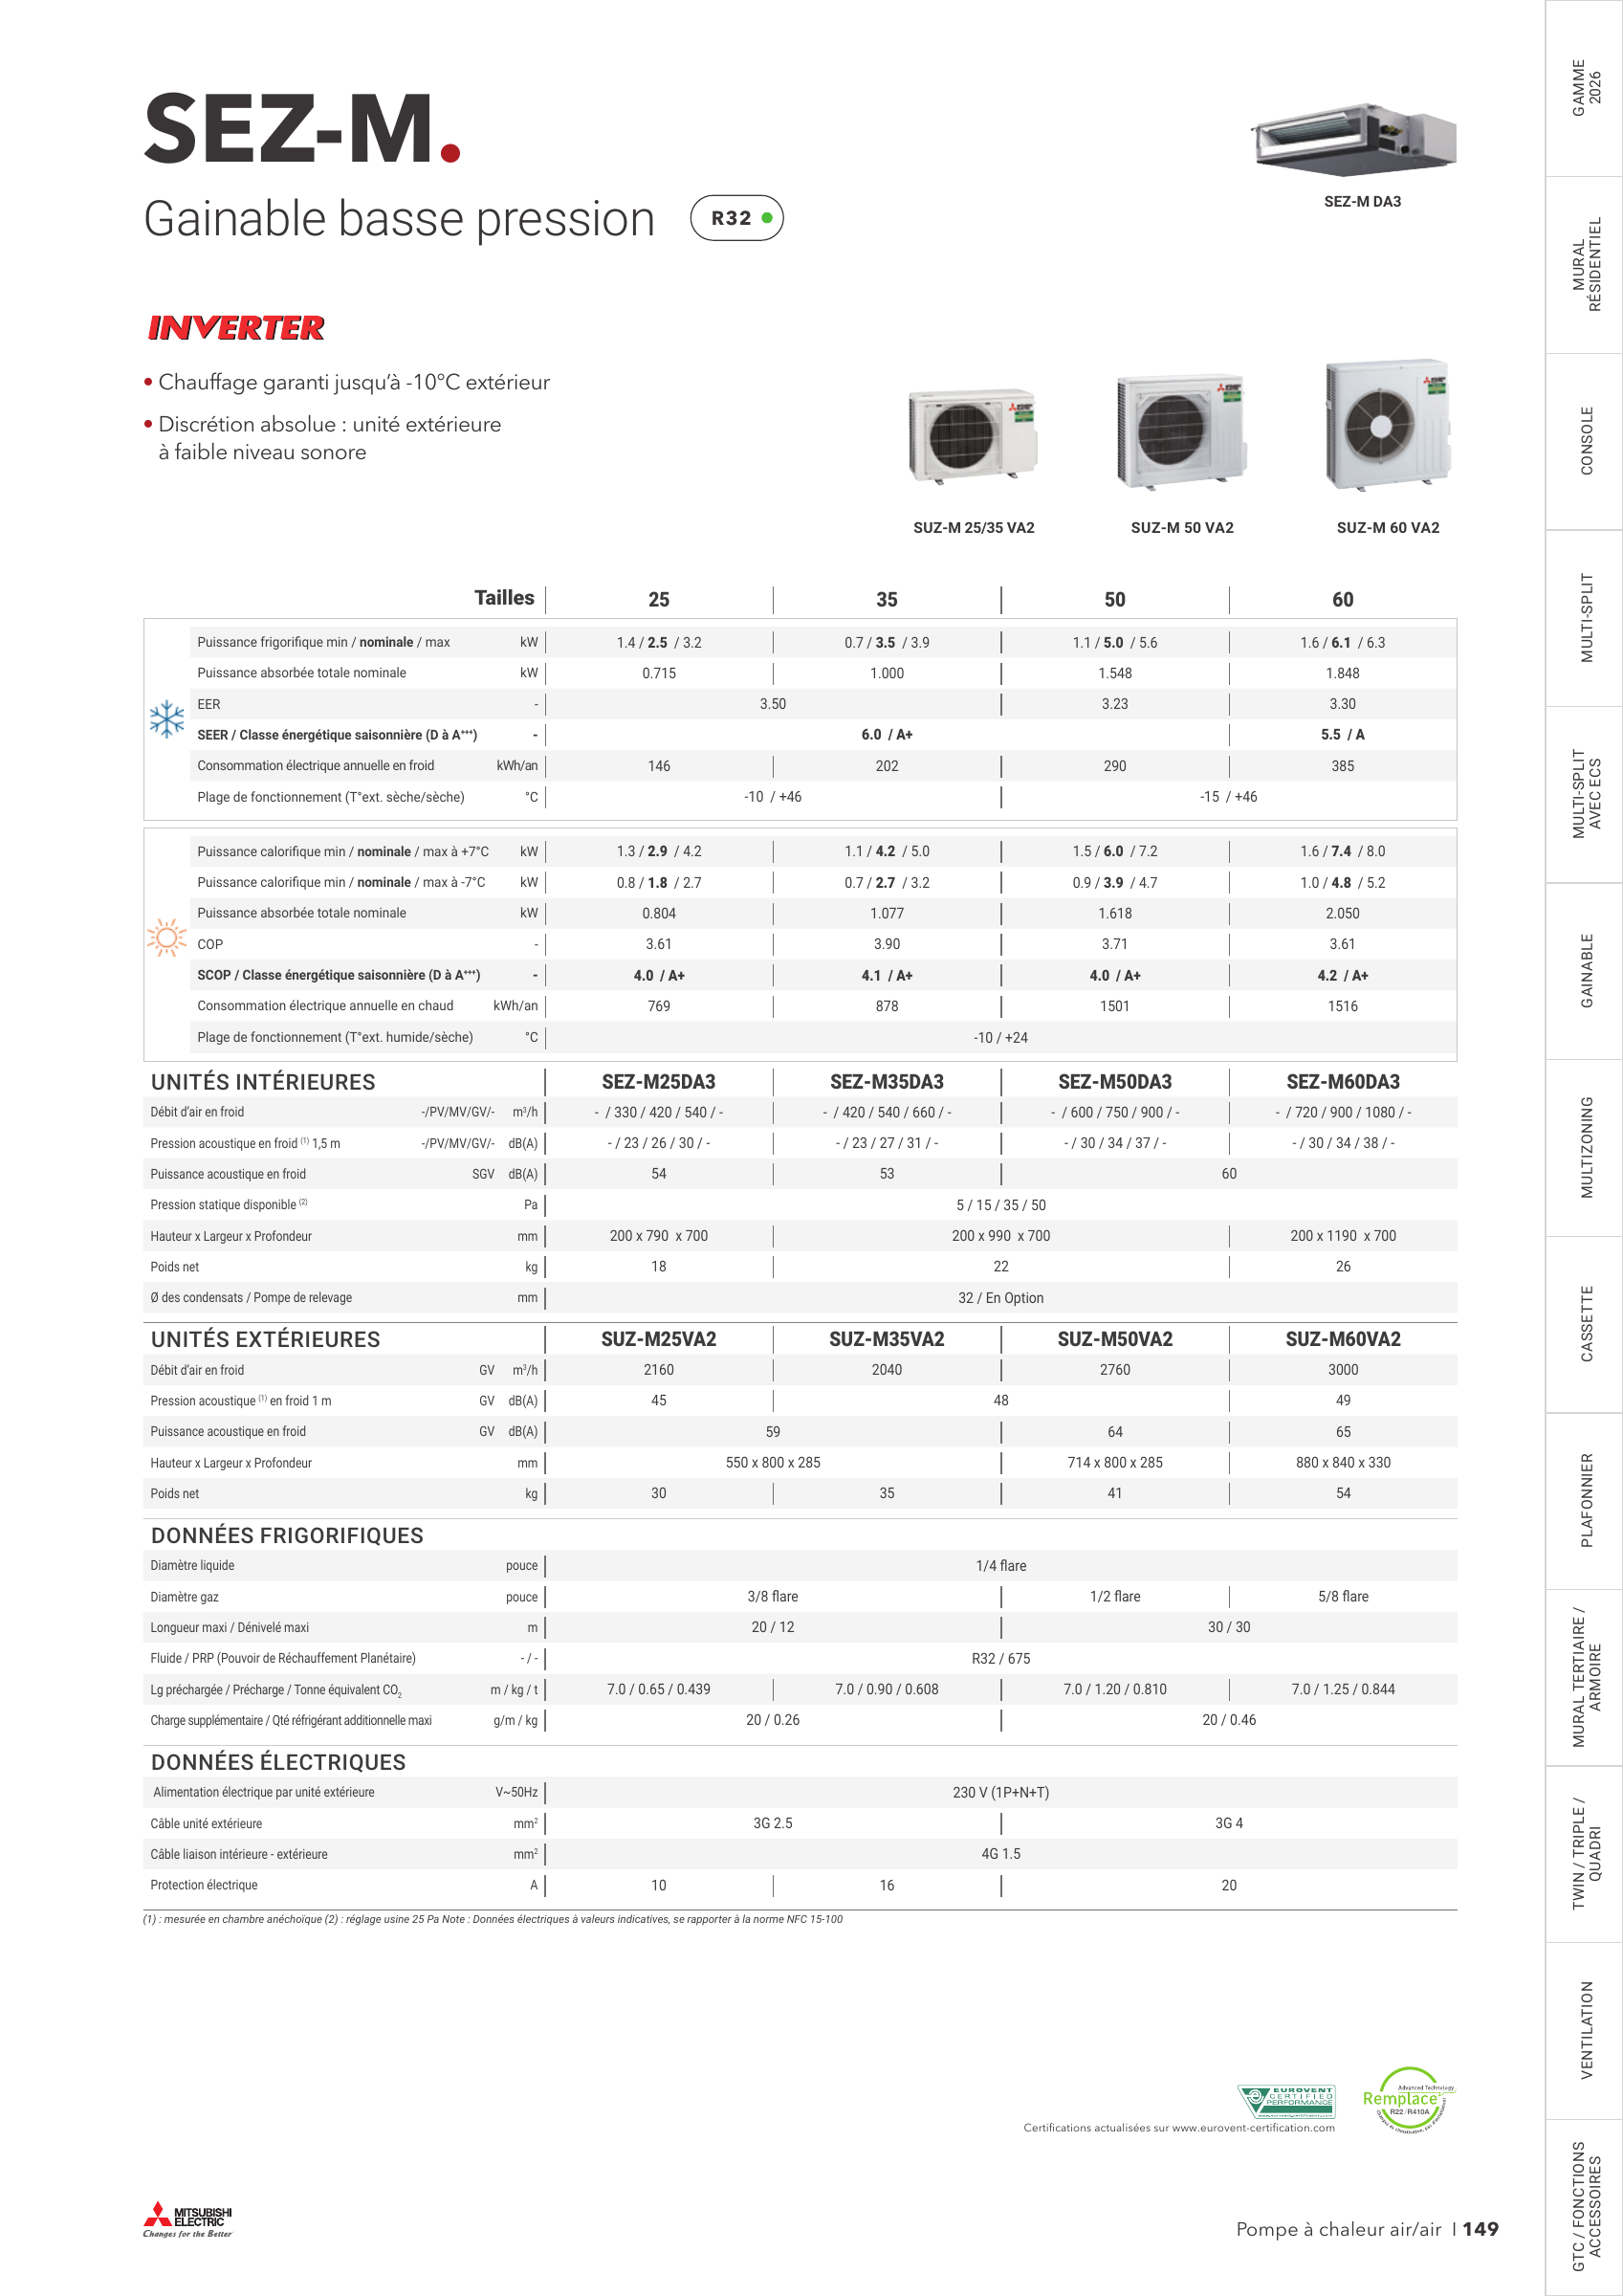 SEZ-M.
Gainable basse pression R32
SEZ-M DA3
INVERTER
• Chauffage garanti jusqu'à -10°C extérieur
• Discrétion absolue : unité extérieure
à faible niveau sonore
SUZ-M 25/35 VA2 SUZ-M 50 VA2 SUZ-M 60 VA2
Tailles 25 35 50 60
Puissance frigorifique min / nominale / max kW 1.4 / 2.5 / 3.2 0.7 / 3.5 / 3.9 1.1 / 5.0 / 5.6 1.6 / 6.1 / 6.3
Puissance absorbée totale nominale kW 0.715 1.000 1.548 1.848
EER - 3.50 3.23 3.30
SEER / Classe énergétique saisonnière (D à A+++) - 6.0 / A+ 5.5 / A
Consommation électrique annuelle en froid kWh/an 146 202 290 385
Plage de fonctionnement (T°ext. sèche/sèche) °C -10 / +46 -15 / +46
Puissance calorifique min / nominale / max à +7°C kW 1.3 / 2.9 / 4.2 1.1 / 4.2 / 5.0 1.5 / 6.0 / 7.2 1.6 / 7.4 / 8.0
Puissance calorifique min / nominale / max à -7°C kW 0.8 / 1.8 / 2.7 0.7 / 2.7 / 3.2 0.9 / 3.9 / 4.7 1.0 / 4.8 / 5.2
Puissance absorbée totale nominale kW 0.804 1.077 1.618 2.050
COP - 3.61 3.90 3.71 3.61
SCOP / Classe énergétique saisonnière (D à A+++) - 4.0 / A+ 4.1 / A+ 4.0 / A+ 4.2 / A+
Consommation électrique annuelle en chaud kWh/an 769 878 1501 1516
Plage de fonctionnement (T°ext. humide/sèche) °C -10 / +24
UNITÉS INTÉRIEURES SEZ-M25DA3 SEZ-M35DA3 SEZ-M50DA3 SEZ-M60DA3
Débit d'air en froid -/PV/MV/GV/- m³/h - / 330 / 420 / 540 / - - / 420 / 540 / 660 / - - / 600 / 750 / 900 / - - / 720 / 900 / 1080 / -
Pression acoustique en froid (1) 1,5 m -/PV/MV/GV/- dB(A) - / 23 / 26 / 30 / - - / 23 / 27 / 31 / - - / 30 / 34 / 37 / - - / 30 / 34 / 38 / -
Puissance acoustique en froid SGV dB(A) 54 53 60
Pression statique disponible (2) Pa 5 / 15 / 35 / 50
Hauteur x Largeur x Profondeur mm 200 x 790 x 700 200 x 990 x 700 200 x 1190 x 700
Poids net kg 18 22 26
Ø des condensats / Pompe de relevage mm 32 / En Option
UNITÉS EXTÉRIEURES SUZ-M25VA2 SUZ-M35VA2 SUZ-M50VA2 SUZ-M60VA2
Débit d'air en froid GV m³/h 2160 2040 2760 3000
Pression acoustique (1) en froid 1 m GV dB(A) 45 48 49
Puissance acoustique en froid GV dB(A) 59 64 65
Hauteur x Largeur x Profondeur mm 550 x 800 x 285 714 x 800 x 285 880 x 840 x 330
Poids net kg 30 35 41 54
DONNÉES FRIGORIFIQUES
Diamètre liquide pouce 1/4 flare
Diamètre gaz pouce 3/8 flare 1/2 flare 5/8 flare
Longueur maxi / Dénivelé maxi m 20 / 12 30 / 30
Fluide / PRP (Pouvoir de Réchauffement Planétaire) - / - R32 / 675
Lg préchargée / Précharge / Tonne équivalent CO₂ m / kg / t 7.0 / 0.65 / 0.439 7.0 / 0.90 / 0.608 7.0 / 1.20 / 0.810 7.0 / 1.25 / 0.844
Charge supplémentaire / Qté réfrigérant additionnelle maxi g/m / kg 20 / 0.26 20 / 0.46
DONNÉES ÉLECTRIQUES
Alimentation électrique par unité extérieure V~50Hz 230 V (1P+N+T)
Câble unité extérieure mm² 3G 2.5 3G 4
Câble liaison intérieure - extérieure mm² 4G 1.5
Protection électrique A 10 16 20
(1) : mesurée en chambre anéchoïque (2) : réglage usine 25 Pa Note : Données électriques à valeurs indicatives, se rapporter à la norme NFC 15-100
EUROVENT
CERTIFIED
PERFORMANCE
Certifications actualisées sur www.eurovent-certification.com
Advanced Technology
Remplace
R22 / R410A
MITSUBISHI
ELECTRIC
Changes for the Better
Pompe à chaleur air/air I 149
GAMME
2026
MURAL
RÉSIDENTIEL
CONSOLE
MULTI-SPLIT
MULTI-SPLIT
AVEC ECS
GAINABLE
MULTIZONING
CASSETTE
PLAFONNIER
MURAL TERTIAIRE /
ARMOIRE
TWIN / TRIPLE /
QUADRI
VENTILATION
GTC / FONCTIONS
ACCESSOIRES